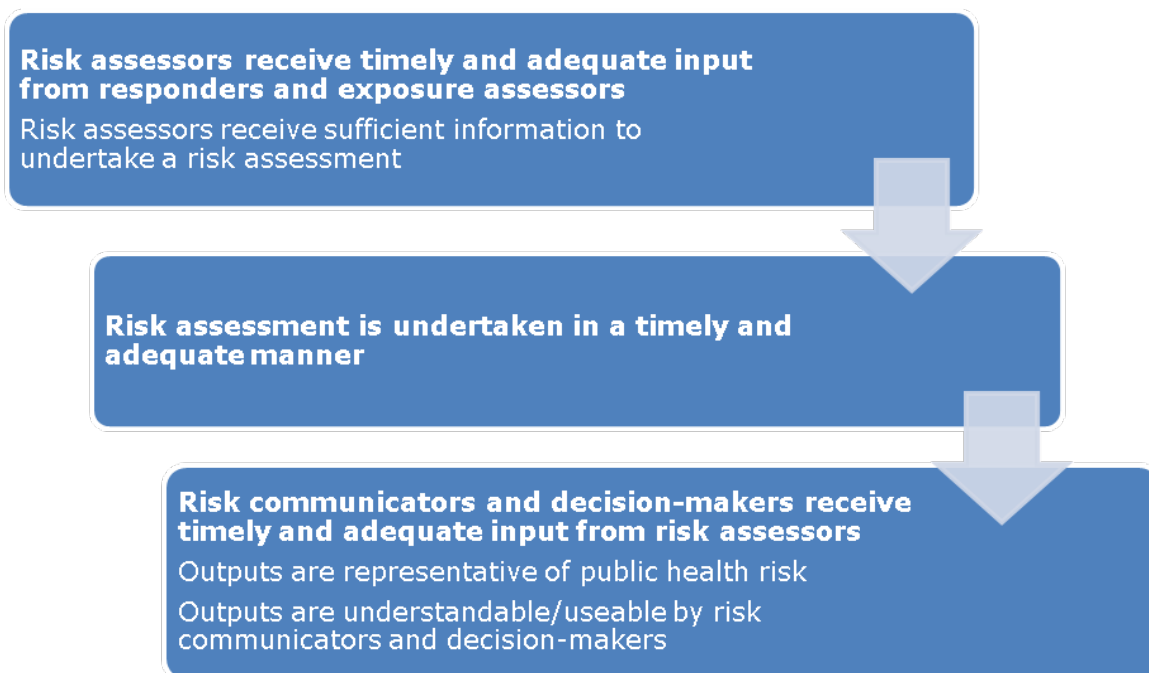 Risk assessors receive timely and adequate input
from responders and exposure assessors
Risk assessors receive sufficient information to
undertake a risk assessment
Risk assessment is undertaken in a timely and
adequate manner
Risk communicators and decision-makers receive
timely and adequate input from risk assessors
Outputs are representative of public health risk
Outputs are understandable/useable by risk
communicators and decision-makers